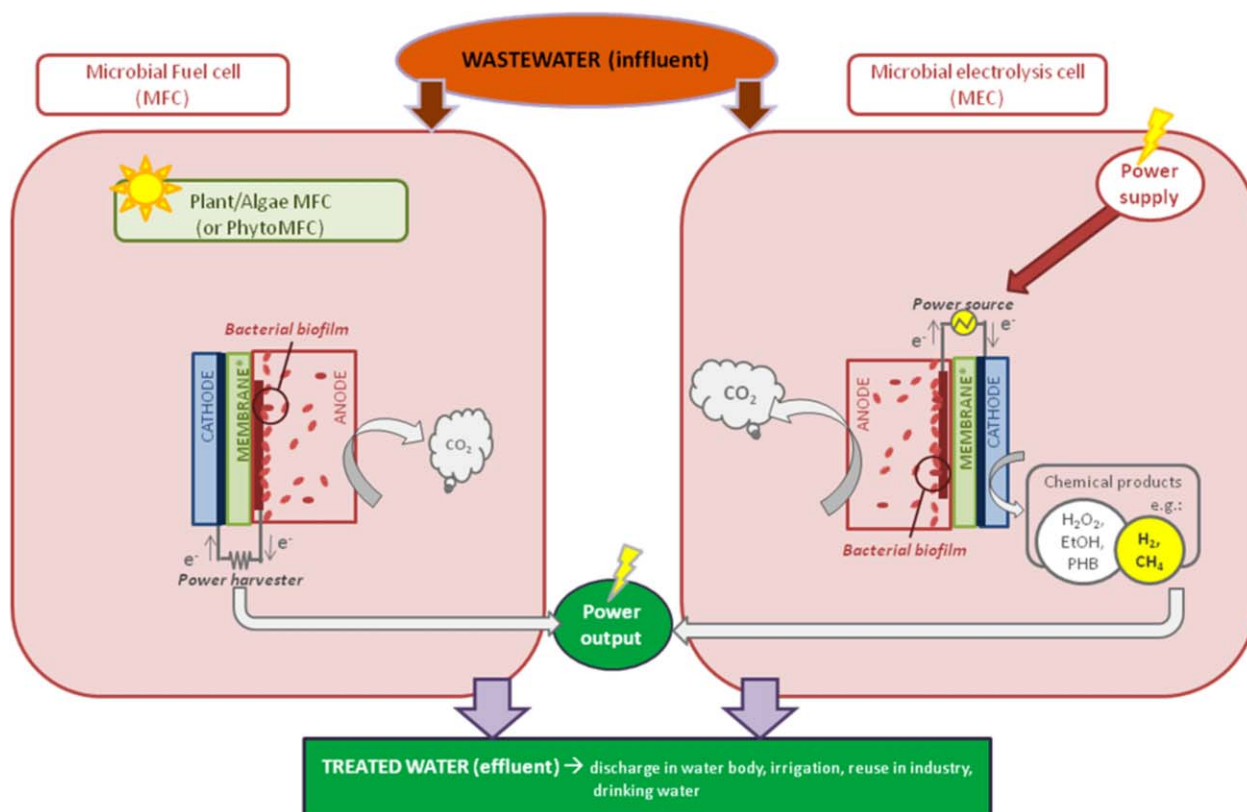 WASTEWATER (inffluent)
Microbial Fuel cell
(MFC)
Microbial electrolysis cell
(MEC)
Plant/Algae MFC
(or PhytoMFC)
Bacterial biofilm
CATHODE
MEMBRANE*
ANODE
CO₂
e⁻
e⁻
Power harvester
Power
supply
Power source
e⁻
e⁻
CO₂
ANODE
MEMBRANE*
CATHODE
Bacterial biofilm
Chemical products
e.g.:
H₂O₂,
EtOH,
PHB
H₂,
CH₄
Power
output
TREATED WATER (effluent) → discharge in water body, irrigation, reuse in industry,
drinking water